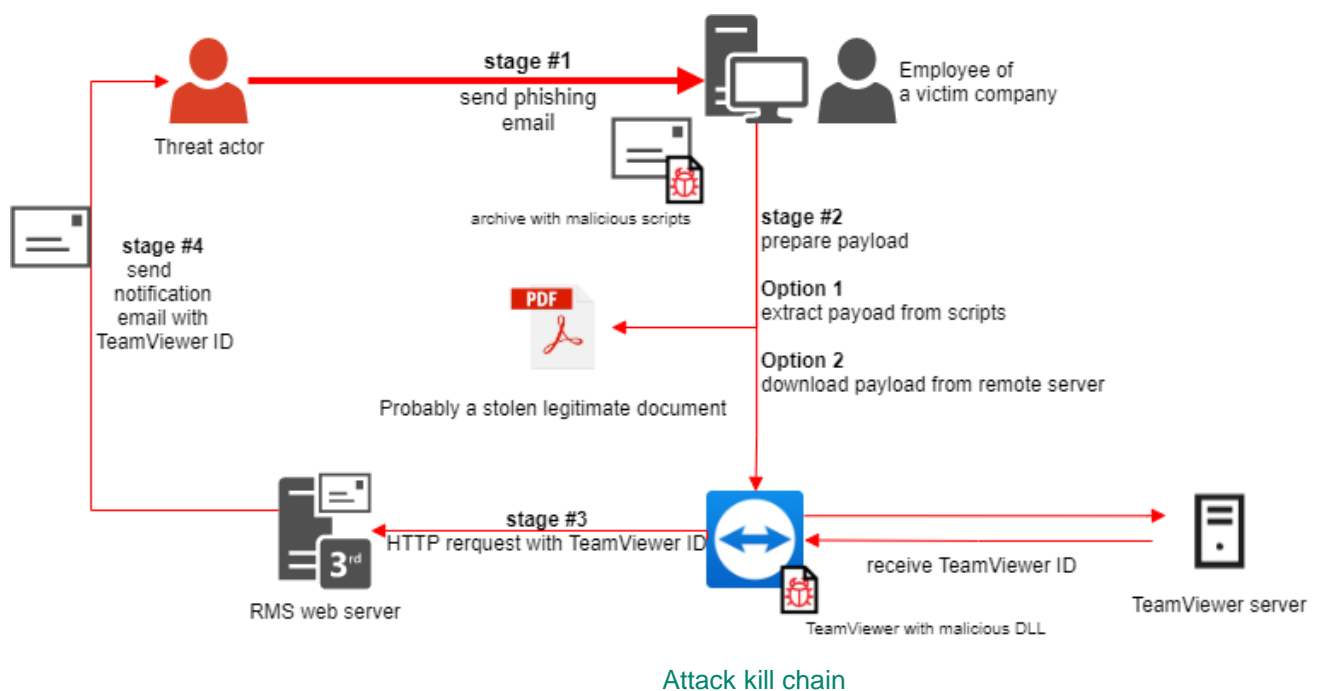 stage #1
send phishing
email
Threat actor
Employee of
a victim company
archive with malicious scripts
stage #2
prepare payload
stage #4
send
notification
email with
TeamViewer ID
Option 1
extract payoad from scripts
PDF
Option 2
download payload from remote server
Probably a stolen legitimate document
stage #3
HTTP rerquest with TeamViewer ID
3rd
RMS web server
receive TeamViewer ID
TeamViewer server
TeamViewer with malicious DLL
Attack kill chain